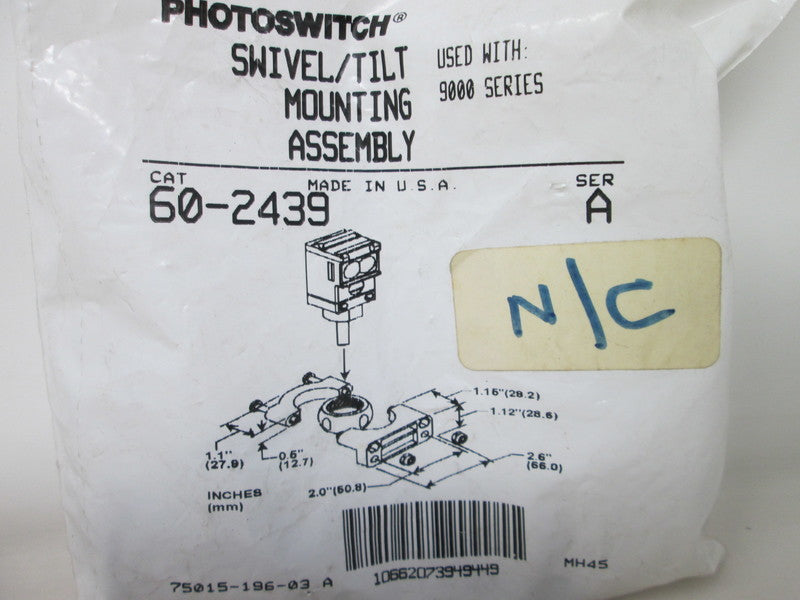 PHOTOSWITCH®
SWIVEL/TILT
MOUNTING
ASSEMBLY
USED WITH:
9000 SERIES
CAT
60-2439
MADE IN U.S.A.
SER
A
N/C
1.15"(28.2)
1.12"(28.6)
1.1"
(27.9)
0.5"
(12.7)
2.6"
(66.0)
2.0"(50.8)
INCHES
(mm)
75015-196-03 A
10662073949449
MH45